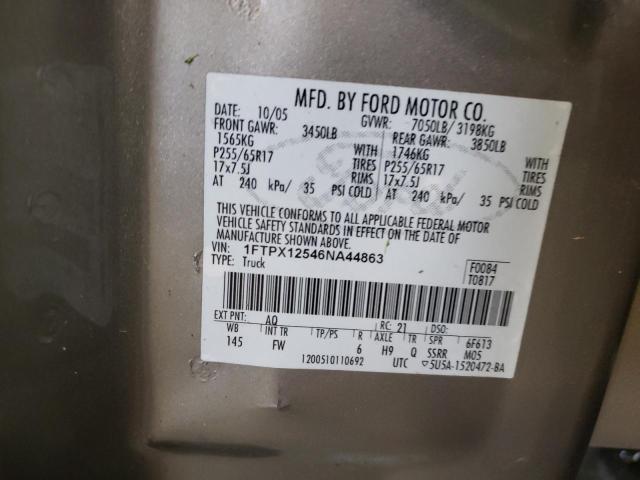 MFD. BY FORD MOTOR CO.
DATE: 10/05 GVWR: 7050LB/ 3198KG
FRONT GAWR: 3450LB REAR GAWR: 3850LB
1565KG WITH 1746KG WITH
P255/65R17 TIRES P255/65R17 TIRES
17x7.5J RIMS 17x7.5J RIMS
AT 240 kPa/ 35 PSI COLD AT 240 kPa/ 35 PSI COLD
THIS VEHICLE CONFORMS TO ALL APPLICABLE FEDERAL MOTOR
VEHICLE SAFETY STANDARDS IN EFFECT ON THE DATE OF
MANUFACTURE SHOWN ABOVE.
VIN: 1FTPX12546NA44863 F0084
TYPE: Truck T0817
EXT PNT: AQ RC: 21 DSO:
WB INT TR TP/PS R AXLE TR SPR 6F613
145 FW 6 H9 Q SSRR M05
1200510110692 UTC ▽5U5A-1520472-BA
Ford